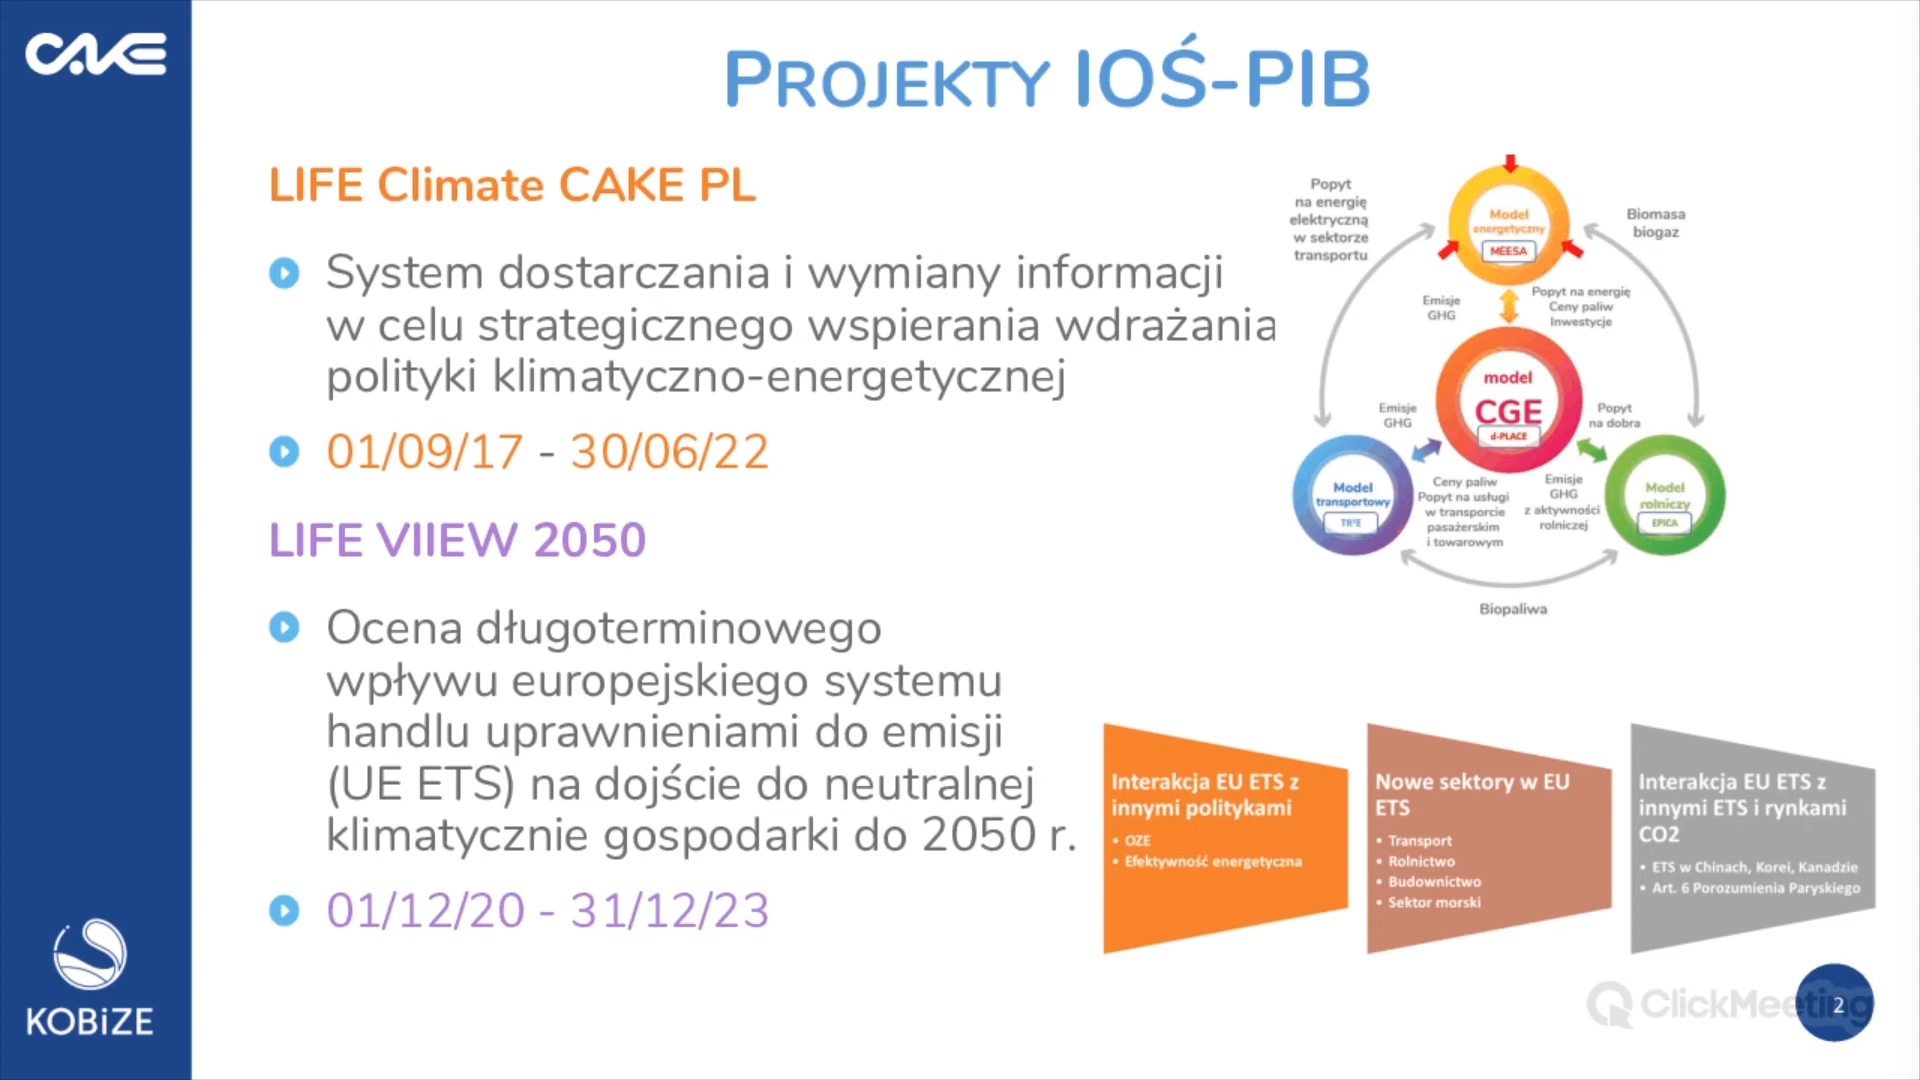 CAKE
PROJEKTY IOŚ-PIB
LIFE Climate CAKE PL
System dostarczania i wymiany informacji
w celu strategicznego wspierania wdrażania
polityki klimatyczno-energetycznej
01/09/17 - 30/06/22
LIFE VIIEW 2050
Ocena długoterminowego
wpływu europejskiego systemu
handlu uprawnieniami do emisji
(UE ETS) na dojście do neutralnej
klimatycznie gospodarki do 2050 r.
01/12/20 - 31/12/23
Popyt
na energię
elektryczną
w sektorze
transportu
Model
energetyczny
MEESA
Biomasa
biogaz
Emisje
GHG
Popyt na energię
Ceny paliw
Inwestycje
model
CGE
d-PLACE
Emisje
GHG
Popyt
na dobra
Model
transportowy
TR³E
Ceny paliw
Popyt na usługi
w transporcie
pasażerskim
i towarowym
Emisje
GHG
z aktywności
rolniczej
Model
rolniczy
EPICA
Biopaliwa
Interakcja EU ETS z
innymi politykami
• OZE
• Efektywność energetyczna
Nowe sektory w EU
ETS
• Transport
• Rolnictwo
• Budownictwo
• Sektor morski
Interakcja EU ETS z
innymi ETS i rynkami
CO2
• ETS w Chinach, Korei, Kanadzie
• Art. 6 Porozumienia Paryskiego
KOBiZE
ClickMeeting
2